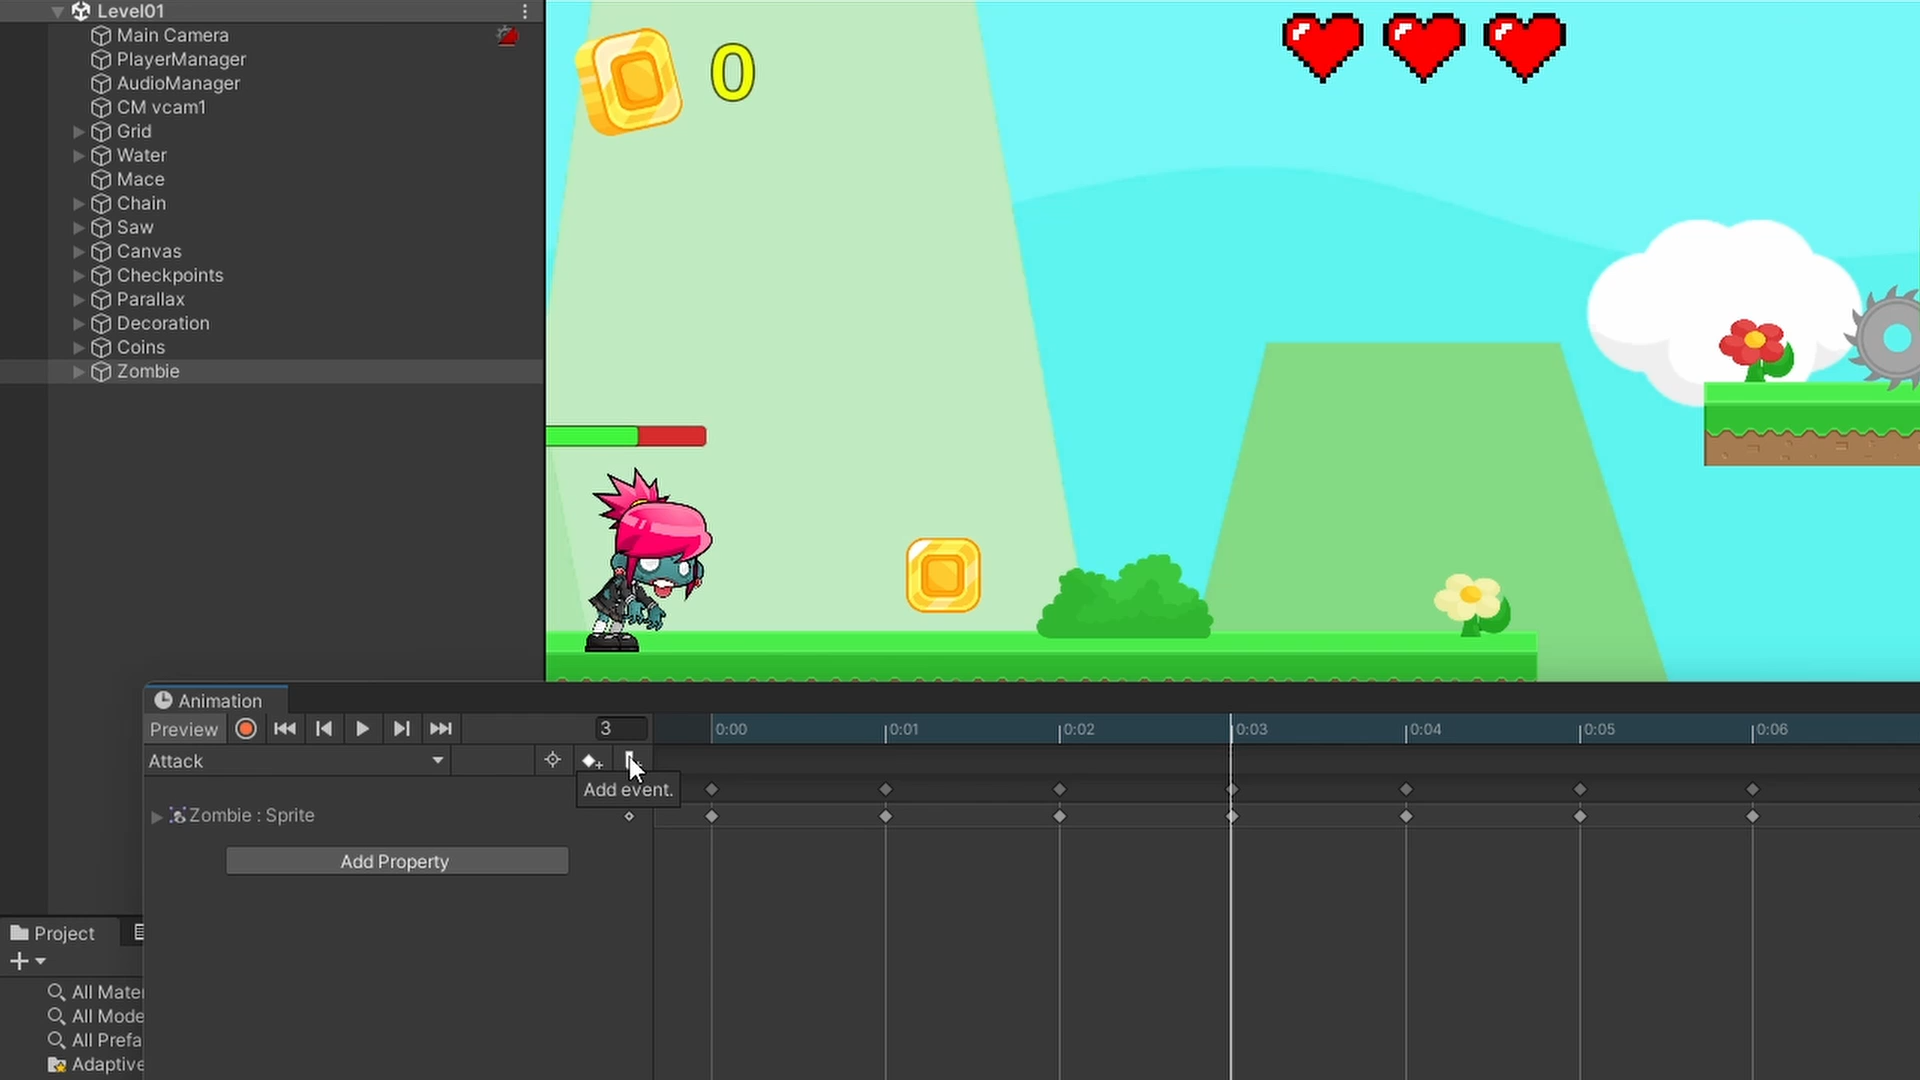 Level01
Main Camera
PlayerManager
AudioManager
CM vcam1
Grid
Water
Mace
Chain
Saw
Canvas
Checkpoints
Parallax
Decoration
Coins
Zombie
0
Animation
Preview
3
0:00
0:01
0:02
0:03
0:04
0:05
0:06
Attack
Add event.
Zombie : Sprite
Add Property
Project
All Mate
All Mode
All Prefa
Adaptive